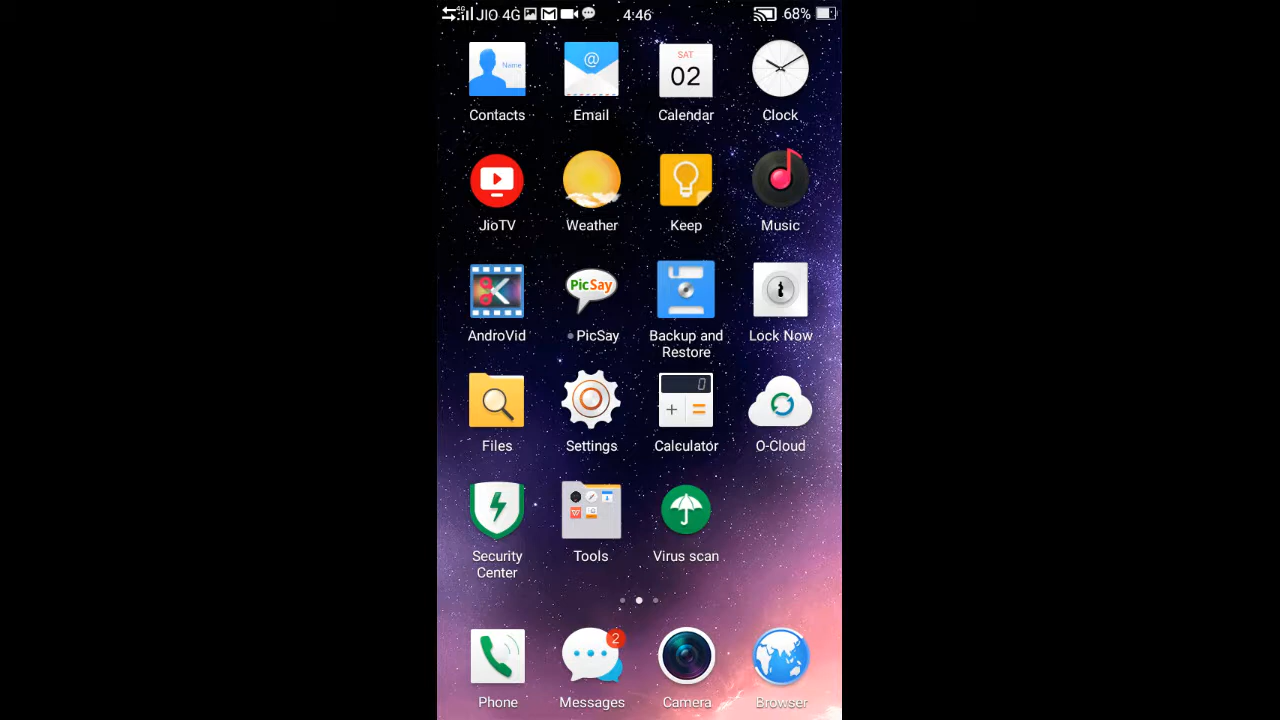 JIO 4G 4:46 68%
Name
@
SAT
02
Contacts Email Calendar Clock
JioTV Weather Keep Music
PicSay
AndroVid PicSay Backup and Restore Lock Now
0
+ =
Files Settings Calculator O-Cloud
Security Center Tools Virus scan
2
Phone Messages Camera Browser